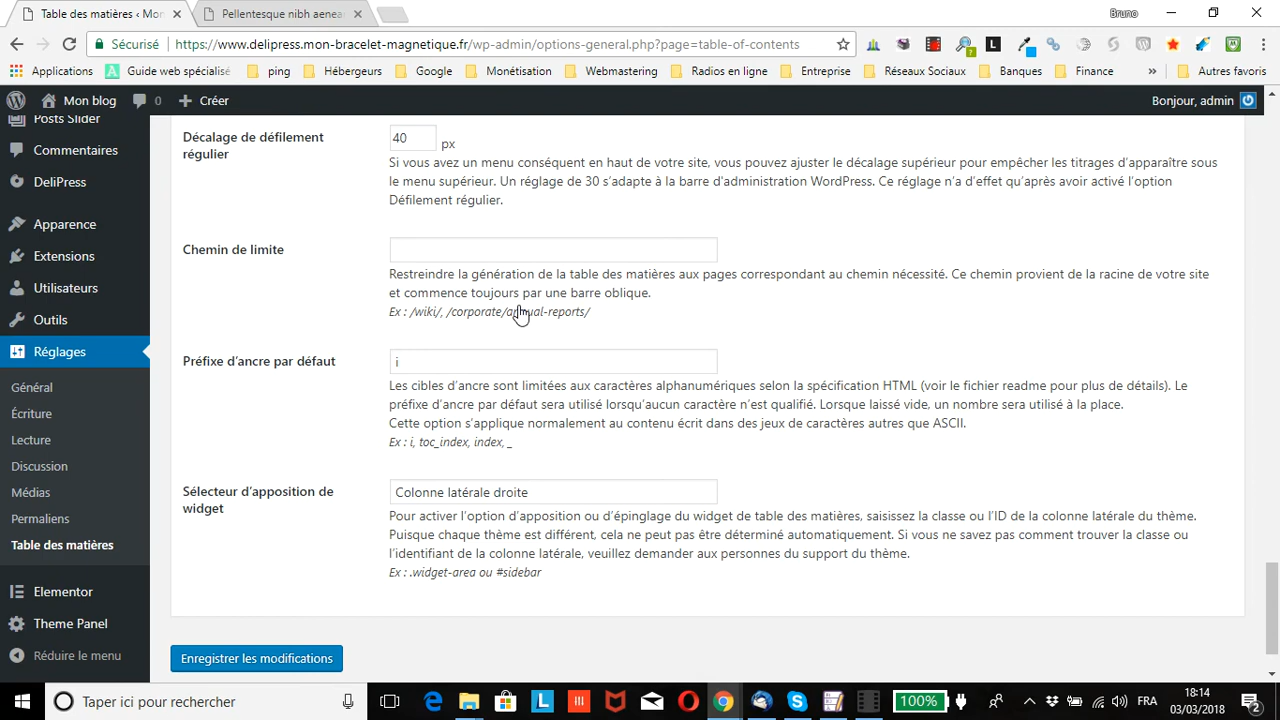 Table des matières ‹ Mon
Pellentesque nibh aenea
Bruno
Sécurisé
https://www.delipress.mon-bracelet-magnetique.fr/wp-admin/options-general.php?page=table-of-contents
Applications
Guide web spécialisé
ping
Hébergeurs
Google
Monétisation
Webmastering
Radios en ligne
Entreprise
Réseaux Sociaux
Banques
Finance
»
Autres favoris
Mon blog
0
Créer
Bonjour, admin
Posts Slider
Commentaires
DeliPress
Apparence
Extensions
Utilisateurs
Outils
Réglages
Général
Écriture
Lecture
Discussion
Médias
Permaliens
Table des matières
Elementor
Theme Panel
Réduire le menu
Décalage de défilement
régulier
40 px
Si vous avez un menu conséquent en haut de votre site, vous pouvez ajuster le décalage supérieur pour empêcher les titrages d’apparaître sous
le menu supérieur. Un réglage de 30 s’adapte à la barre d'administration WordPress. Ce réglage n’a d’effet qu’après avoir activé l’option
Défilement régulier.
Chemin de limite
Restreindre la génération de la table des matières aux pages correspondant au chemin nécessité. Ce chemin provient de la racine de votre site
et commence toujours par une barre oblique.
Ex : /wiki/, /corporate/annual-reports/
Préfixe d’ancre par défaut
i
Les cibles d’ancre sont limitées aux caractères alphanumériques selon la spécification HTML (voir le fichier readme pour plus de détails). Le
préfixe d’ancre par défaut sera utilisé lorsqu’aucun caractère n’est qualifié. Lorsque laissé vide, un nombre sera utilisé à la place.
Cette option s’applique normalement au contenu écrit dans des jeux de caractères autres que ASCII.
Ex : i, toc_index, index, _
Sélecteur d’apposition de
widget
Colonne latérale droite
Pour activer l’option d’apposition ou d’épinglage du widget de table des matières, saisissez la classe ou l’ID de la colonne latérale du thème.
Puisque chaque thème est différent, cela ne peut pas être déterminé automatiquement. Si vous ne savez pas comment trouver la classe ou
l’identifiant de la colonne latérale, veuillez demander aux personnes du support du thème.
Ex : .widget-area ou #sidebar
Enregistrer les modifications
Taper ici pour rechercher
100%
FRA
18:14
03/03/2018
2